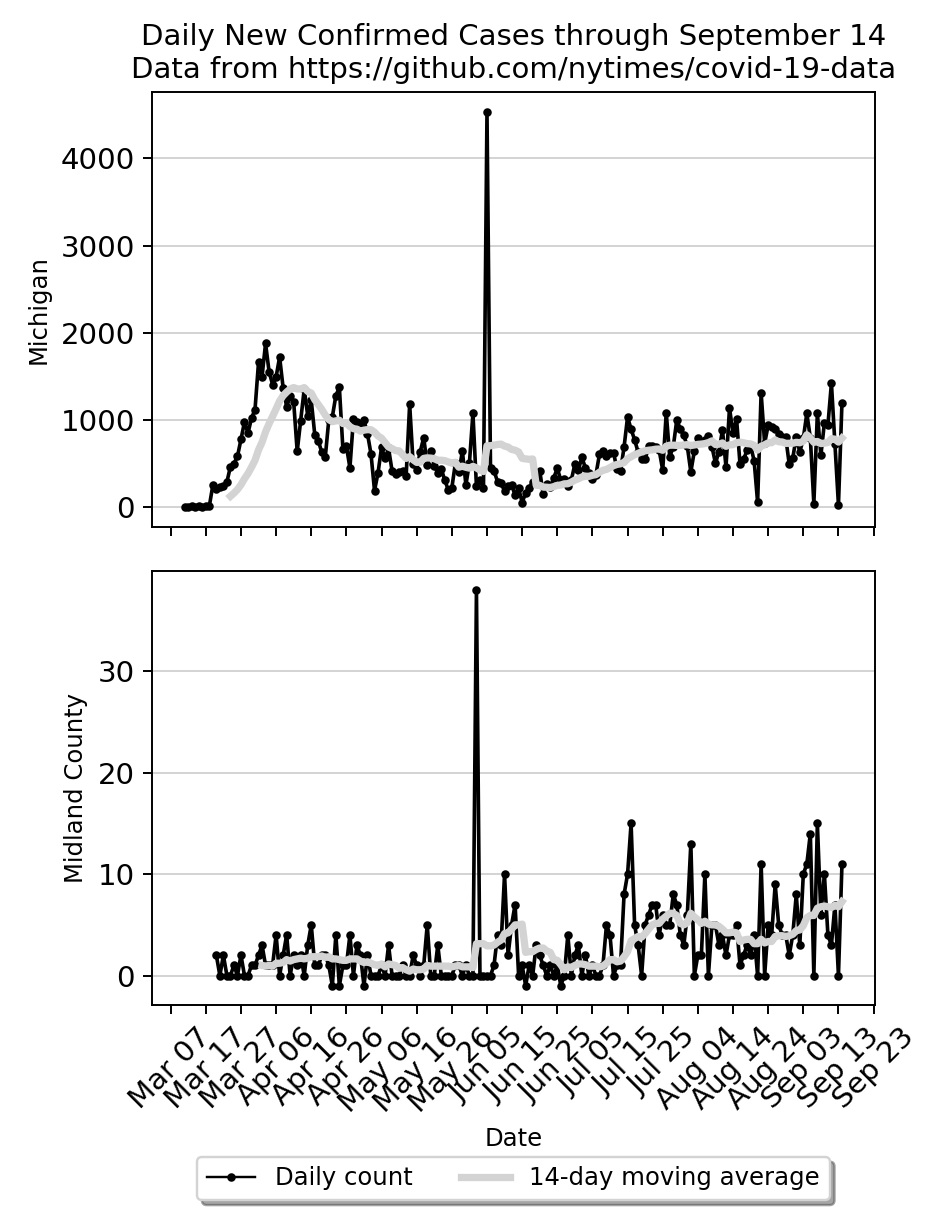 Daily New Confirmed Cases through September 14
Data from https://github.com/nytimes/covid-19-data
4000
3000
2000
1000
0
Michigan
30
20
10
0
Midland County
Mar 07
Mar 17
Mar 27
Apr 06
Apr 16
Apr 26
May 06
May 16
May 26
Jun 05
Jun 15
Jun 25
Jul 05
Jul 15
Jul 25
Aug 04
Aug 14
Aug 24
Sep 03
Sep 13
Sep 23
Date
Daily count
14-day moving average